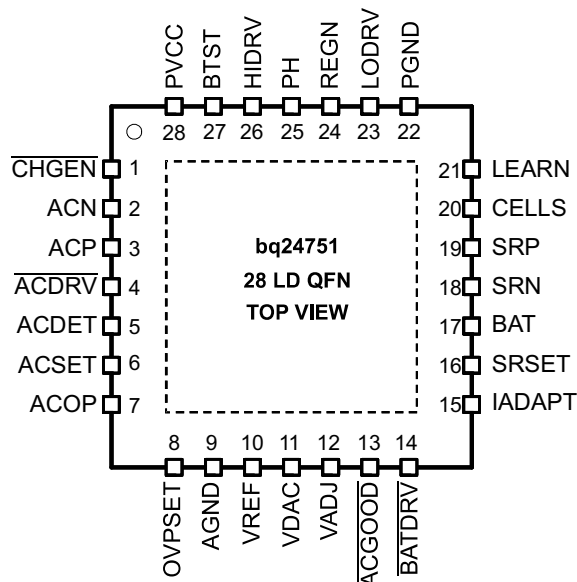 PVCC
BTST
HIDRV
PH
REGN
LODRV
PGND
28 27 26 25 24 23 22
CHGEN 1
ACN 2
ACP 3
ACDRV 4
ACDET 5
ACSET 6
ACOP 7
bq24751
28 LD QFN
TOP VIEW
21 LEARN
20 CELLS
19 SRP
18 SRN
17 BAT
16 SRSET
15 IADAPT
8 9 10 11 12 13 14
OVPSET
AGND
VREF
VDAC
VADJ
ACGOOD
BATDRV